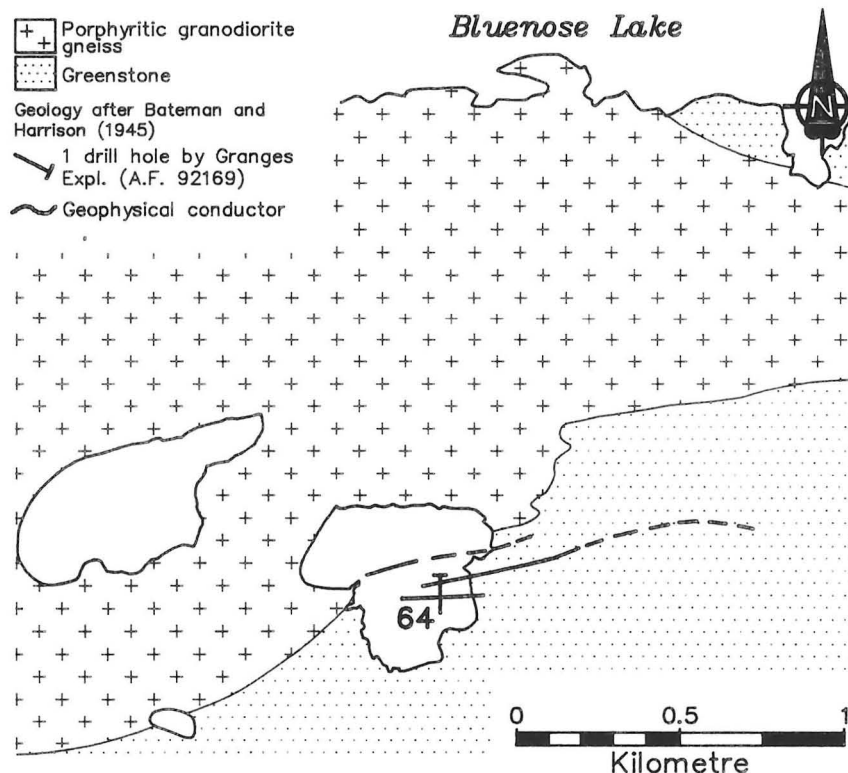 Bluenose Lake
Porphyritic granodiorite
gneiss
Greenstone
Geology after Bateman and
Harrison (1945)
1 drill hole by Granges
Expl. (A.F. 92169)
Geophysical conductor
N
64
0 0.5 1
Kilometre